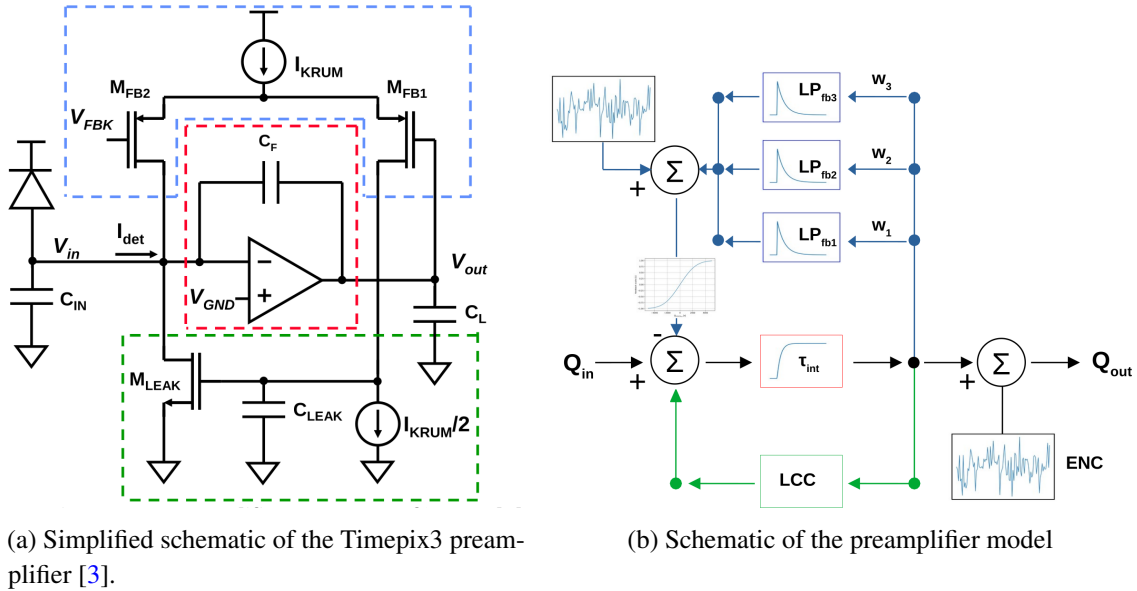 I_KRUM
M_FB2
M_FB1
V_FBK
C_F
I_det
V_in
V_out
V_GND
C_IN
C_L
M_LEAK
C_LEAK
I_KRUM/2
LP_fb3
w_3
LP_fb2
w_2
Σ
+
LP_fb1
w_1
-
Q_in
Σ
τ_int
Σ
Q_out
+
+
LCC
ENC
−
+
(a) Simplified schematic of the Timepix3 pream-
plifier [3].
(b) Schematic of the preamplifier model